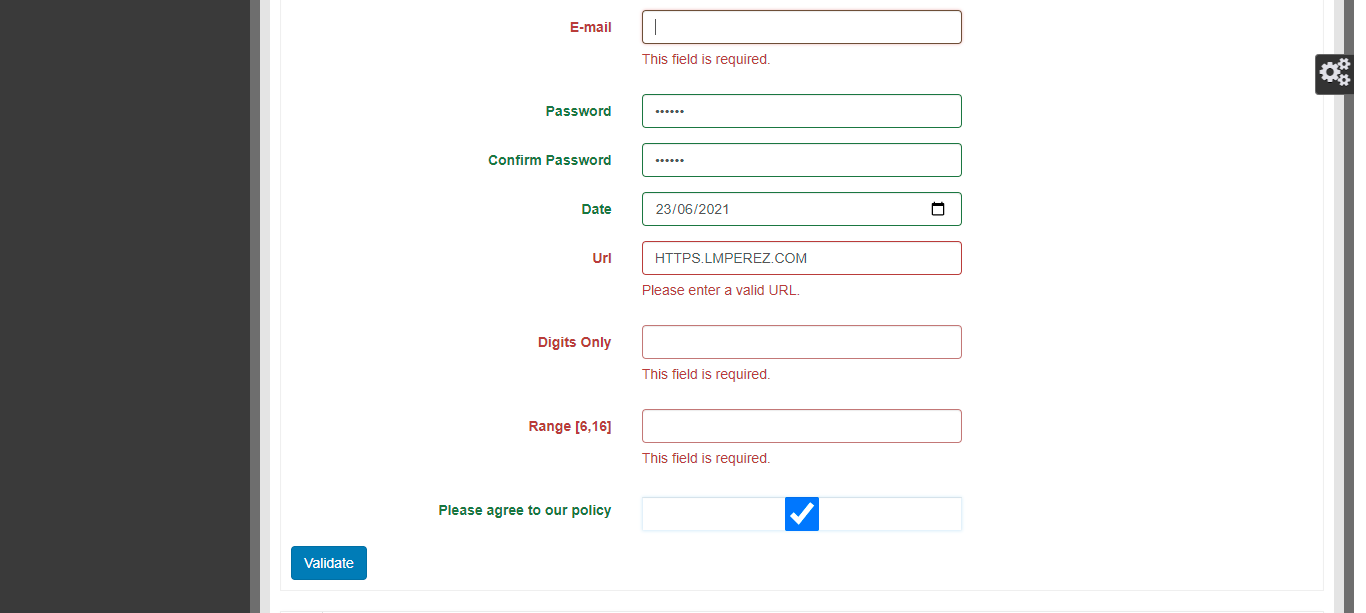 E-mail
This field is required.
Password ••••••
Confirm Password ••••••
Date 23/06/2021
Url HTTPS.LMPEREZ.COM
Please enter a valid URL.
Digits Only
This field is required.
Range [6,16]
This field is required.
Please agree to our policy
Validate